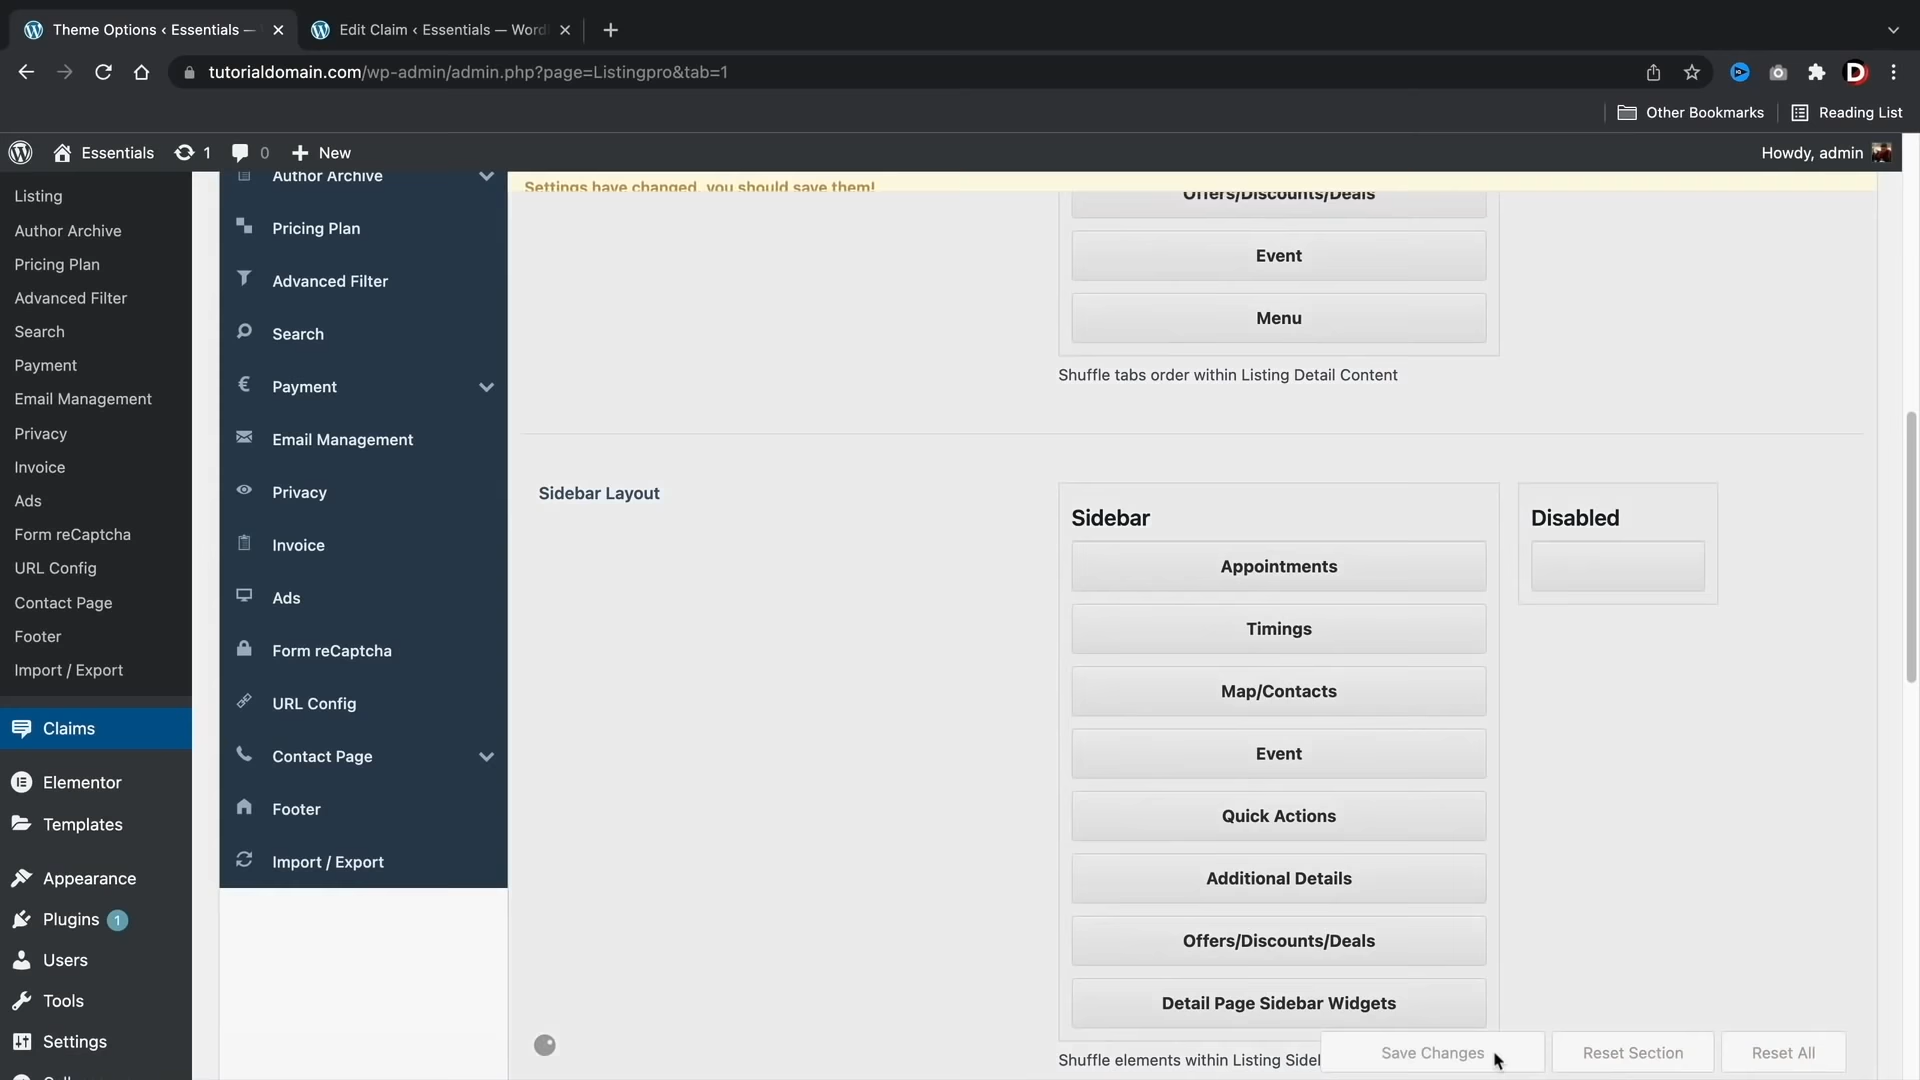 Theme Options ‹ Essentials —
Edit Claim ‹ Essentials — Word
tutorialdomain.com/wp-admin/admin.php?page=Listingpro&tab=1
Other Bookmarks
Reading List
Essentials
1
0
New
Howdy, admin
Listing
Author Archive
Pricing Plan
Advanced Filter
Search
Payment
Email Management
Privacy
Invoice
Ads
Form reCaptcha
URL Config
Contact Page
Footer
Import / Export
Claims
Elementor
Templates
Appearance
Plugins 1
Users
Tools
Settings
Author Archive
Pricing Plan
Advanced Filter
Search
Payment
Email Management
Privacy
Invoice
Ads
Form reCaptcha
URL Config
Contact Page
Footer
Import / Export
Settings have changed, you should save them!
Offers/Discounts/Deals
Event
Menu
Shuffle tabs order within Listing Detail Content
Sidebar Layout
Sidebar
Appointments
Timings
Map/Contacts
Event
Quick Actions
Additional Details
Offers/Discounts/Deals
Detail Page Sidebar Widgets
Disabled
Shuffle elements within Listing
Save Changes
Reset Section
Reset All